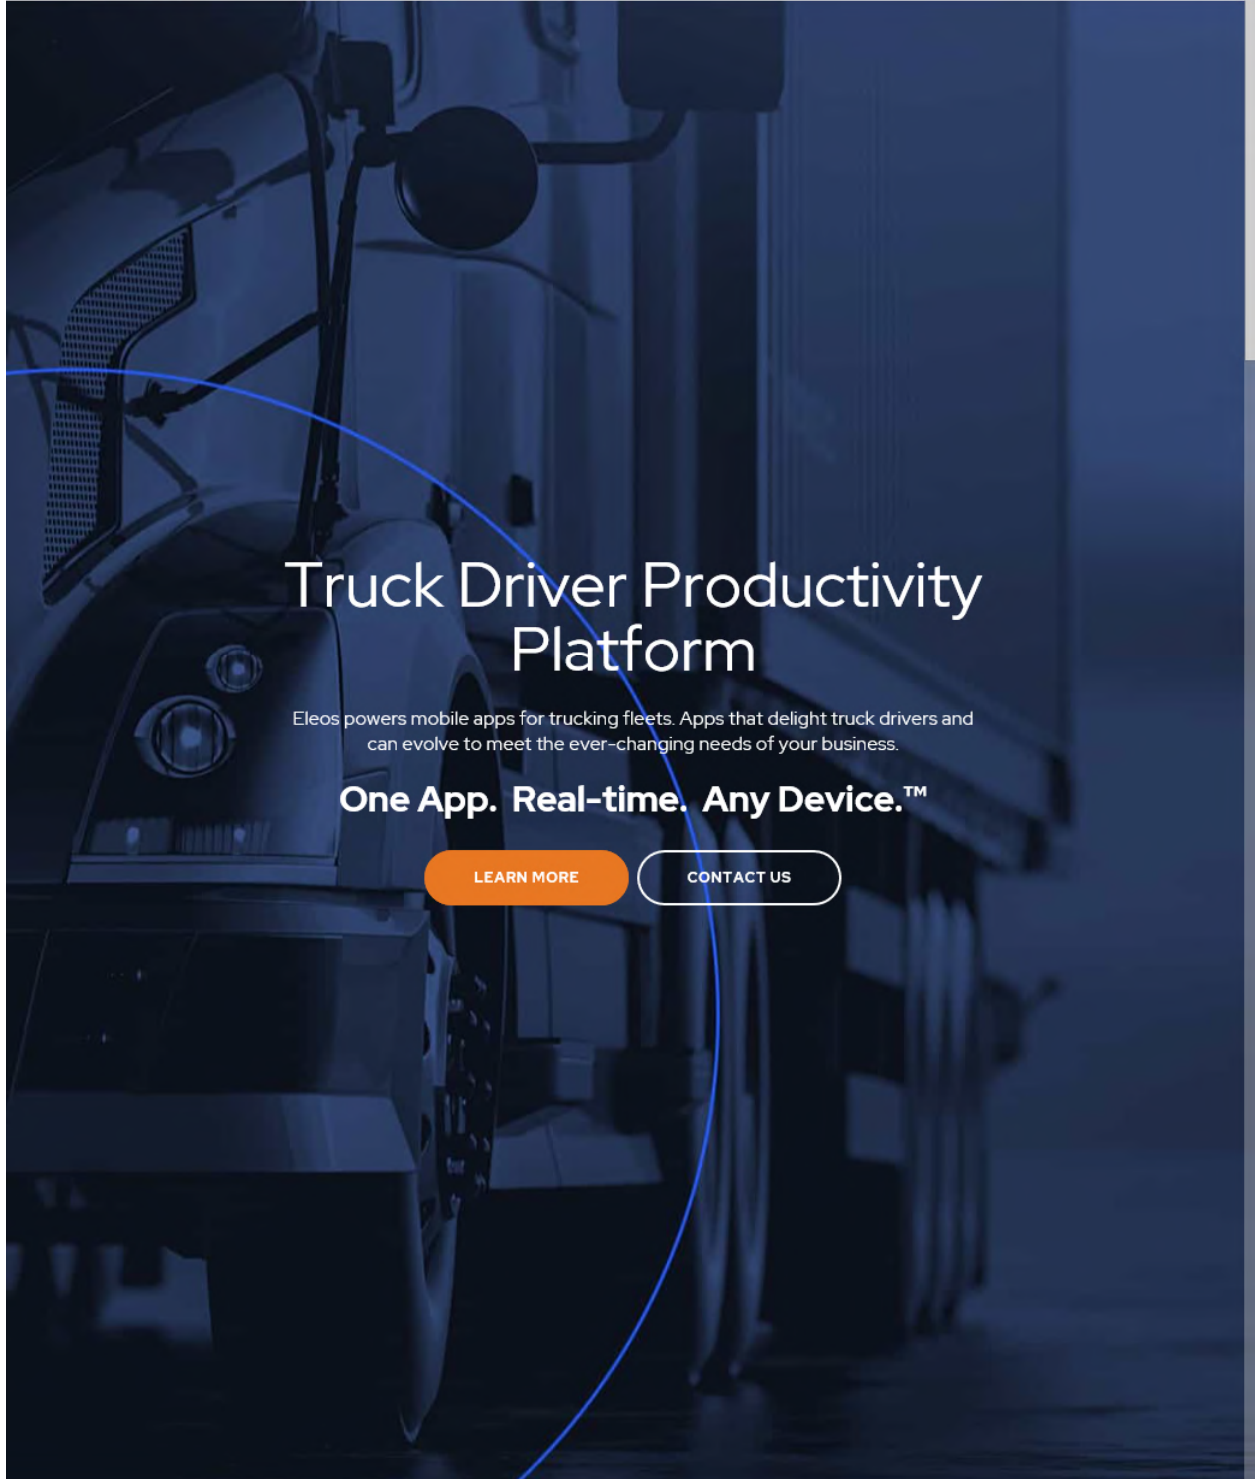 Truck Driver Productivity
Platform
Eleos powers mobile apps for trucking fleets. Apps that delight truck drivers and
can evolve to meet the ever-changing needs of your business.
One App. Real-time. Any Device.™
LEARN MORE
CONTACT US